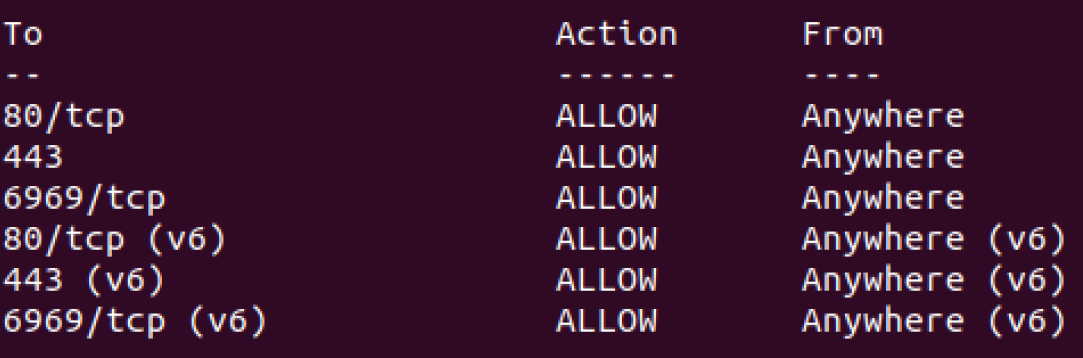 To Action From
-- ------ ----
80/tcp ALLOW Anywhere
443 ALLOW Anywhere
6969/tcp ALLOW Anywhere
80/tcp (v6) ALLOW Anywhere (v6)
443 (v6) ALLOW Anywhere (v6)
6969/tcp (v6) ALLOW Anywhere (v6)